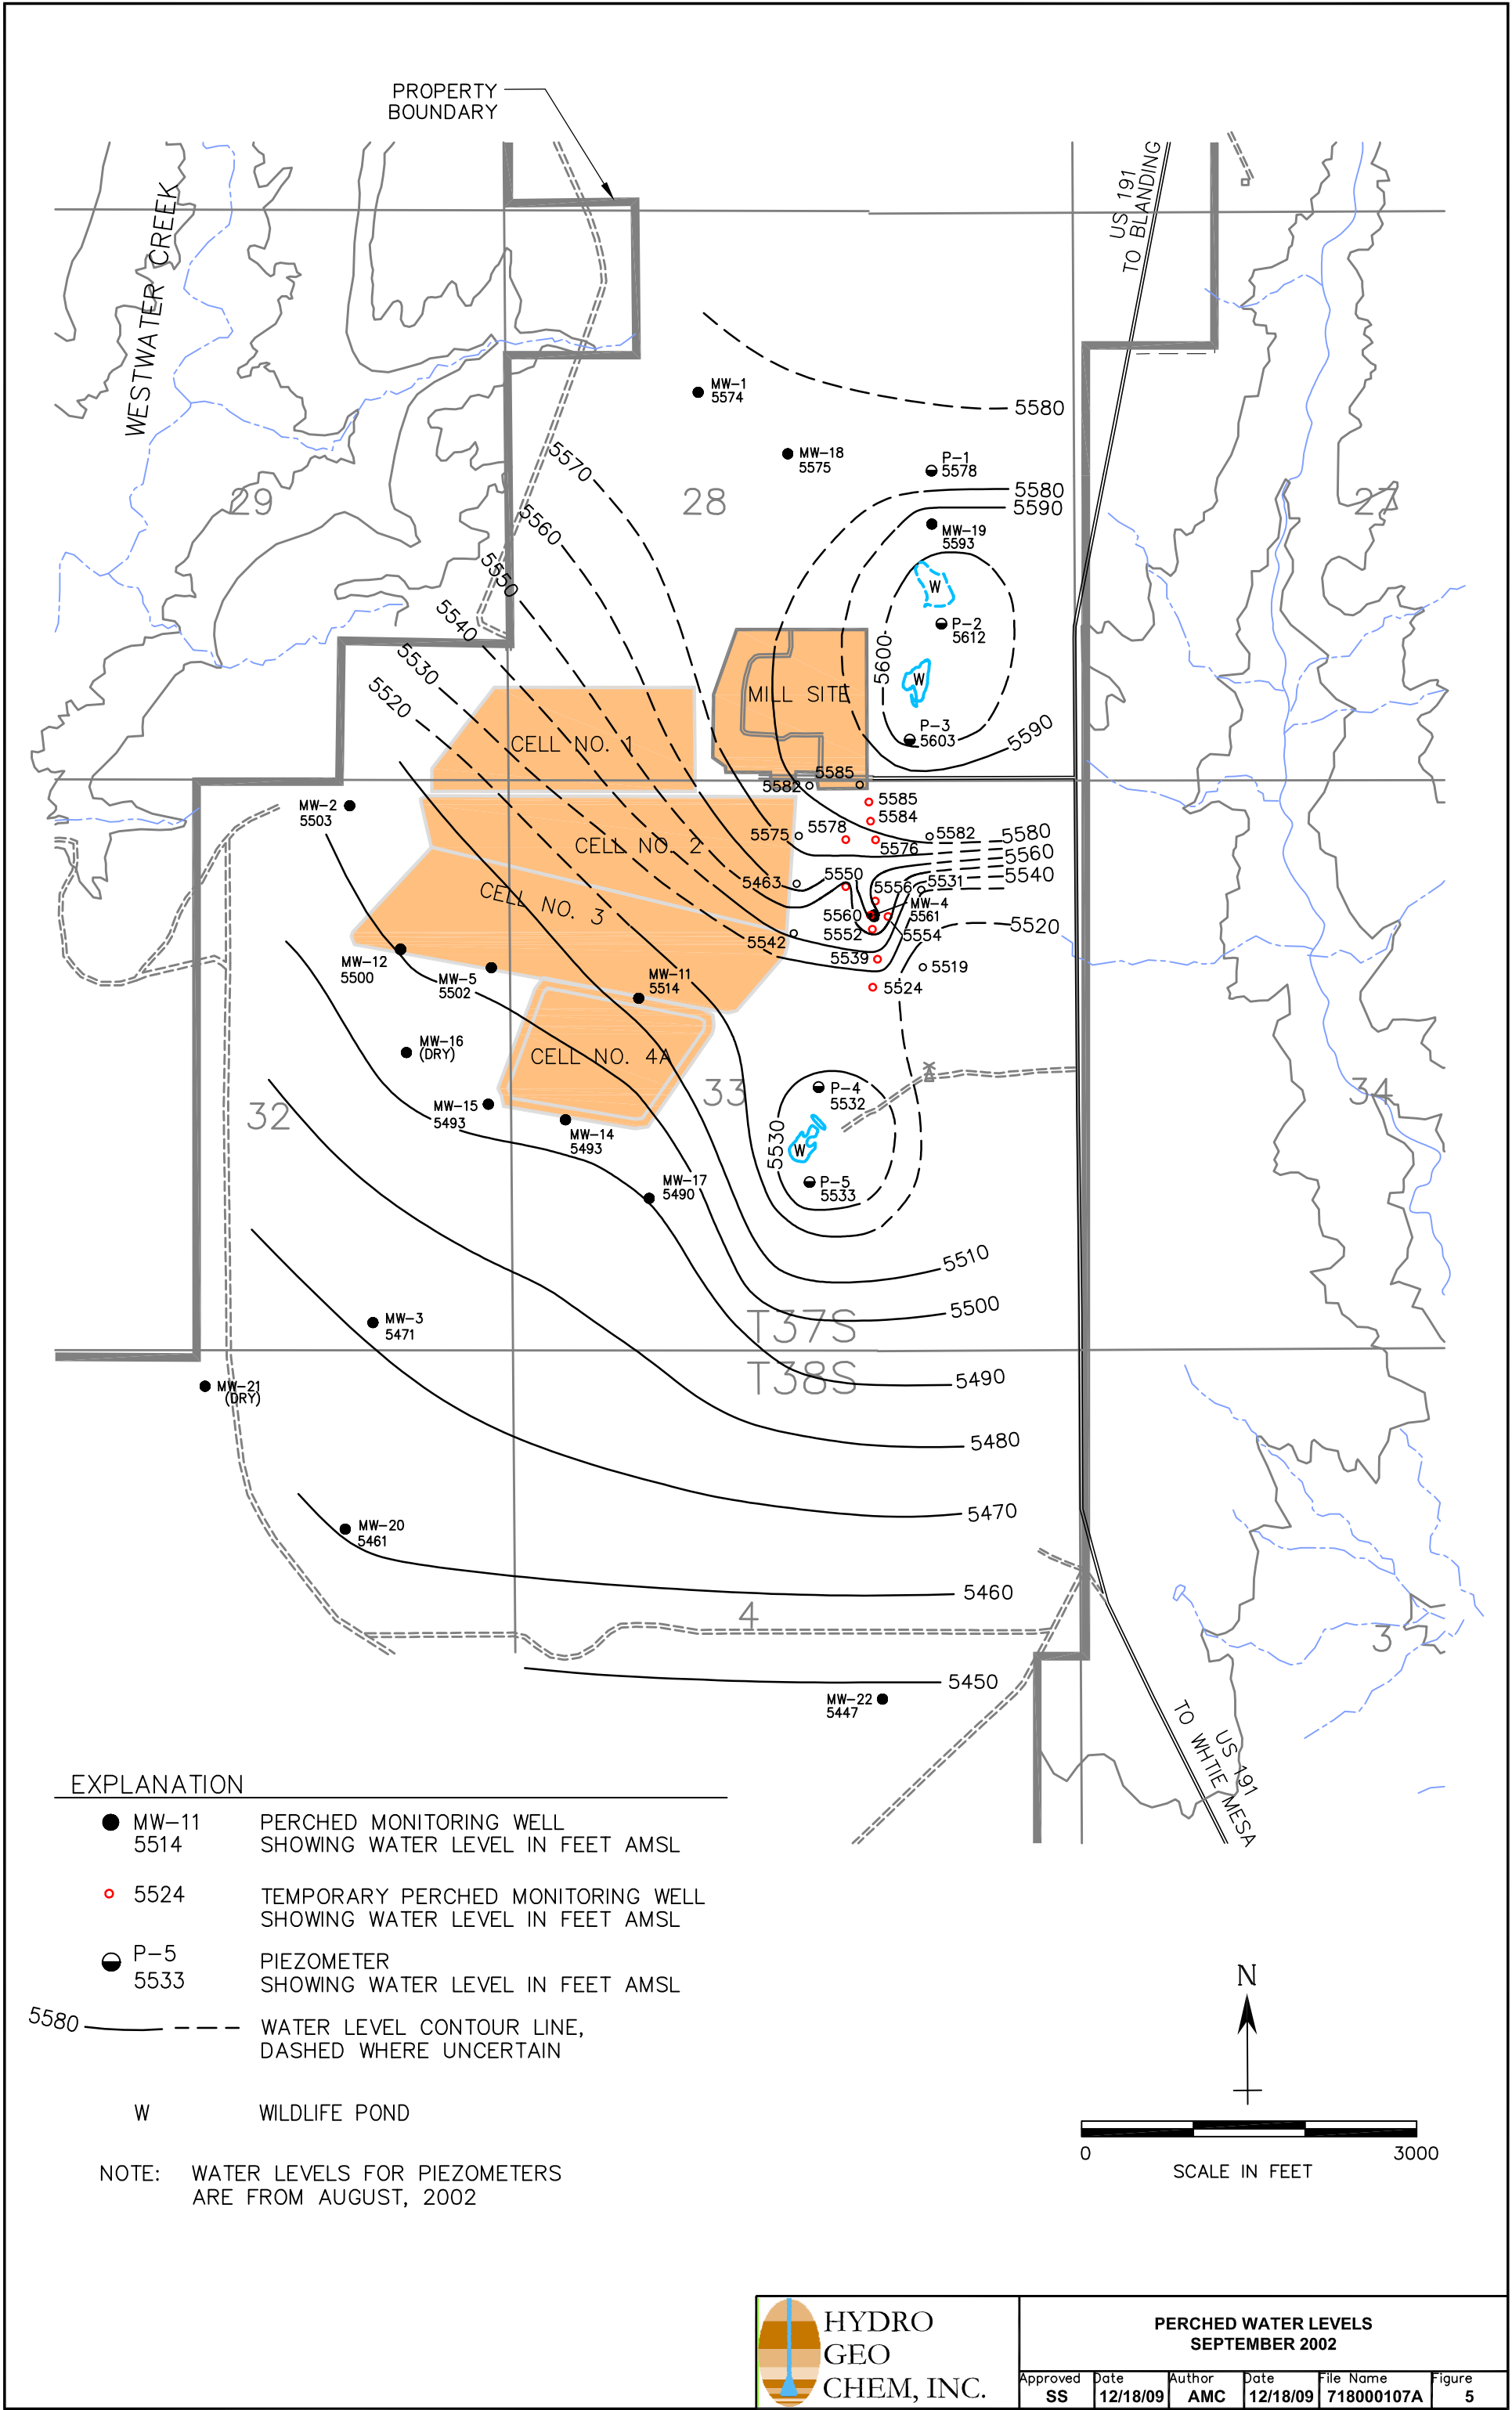 PROPERTY
BOUNDARY
WESTWATER CREEK
US 191
TO BLANDING
5580
MW-1
5574
MW-18
5575
P-1
5578
5570
28
29
27
5580
5590
5560
MW-19
5593
W
5550
5540
P-2
5612
5600
5530
W
5520
MILL SITE
P-3
5603
5590
CELL NO. 1
5585
5582
MW-2
5503
5585
5584
5578
5575
5582
5580
5576
CELL NO. 2
5560
5550
5463
5556
5531
5540
CELL NO. 3
MW-4
5561
5560
5552
5554
5520
5542
MW-12
5500
MW-5
5502
MW-11
5514
5539
5519
5524
MW-16
(DRY)
CELL NO. 4A
33
34
32
P-4
5532
MW-15
5493
MW-14
5493
5530
W
MW-17
5490
P-5
5533
5510
5500
MW-3
5471
T37S
T38S
5490
MW-21
(DRY)
5480
5470
MW-20
5461
5460
4
3
5450
MW-22
5447
US 191
TO WHTIE MESA
EXPLANATION
MW-11
5514
PERCHED MONITORING WELL
SHOWING WATER LEVEL IN FEET AMSL
5524
TEMPORARY PERCHED MONITORING WELL
SHOWING WATER LEVEL IN FEET AMSL
P-5
5533
PIEZOMETER
SHOWING WATER LEVEL IN FEET AMSL
5580
WATER LEVEL CONTOUR LINE,
DASHED WHERE UNCERTAIN
W WILDLIFE POND
NOTE: WATER LEVELS FOR PIEZOMETERS
ARE FROM AUGUST, 2002
N
0 3000
SCALE IN FEET
HYDRO
GEO
CHEM, INC.
PERCHED WATER LEVELS
SEPTEMBER 2002
Approved Date Author Date File Name Figure
SS 12/18/09 AMC 12/18/09 718000107A 5